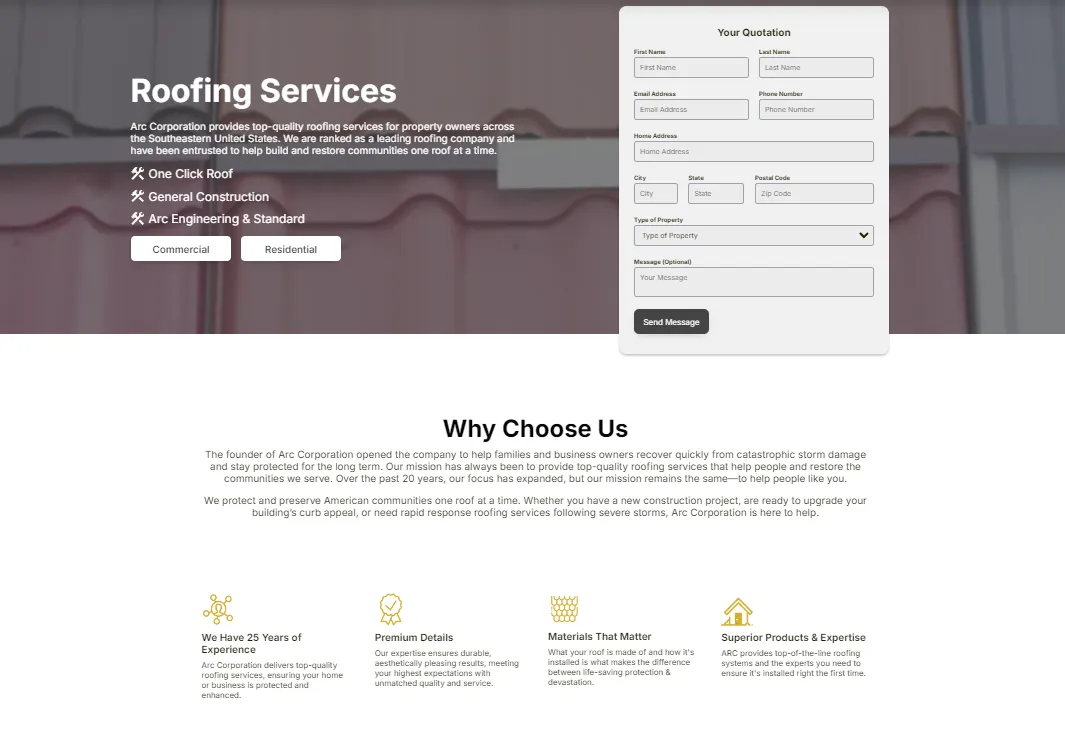 Roofing Services
Arc Corporation provides top-quality roofing services for property owners across
the Southeastern United States. We are ranked as a leading roofing company and
have been entrusted to help build and restore communities one roof at a time.
One Click Roof
General Construction
Arc Engineering & Standard
Commercial
Residential
Your Quotation
First Name
Last Name
First Name
Last Name
Email Address
Phone Number
Email Address
Phone Number
Home Address
Home Address
City
State
Postal Code
City
State
Zip Code
Type of Property
Type of Property
Message (Optional)
Your Message
Send Message
Why Choose Us
The founder of Arc Corporation opened the company to help families and business owners recover quickly from catastrophic storm damage
and stay protected for the long term. Our mission has always been to provide top-quality roofing services that help people and restore the
communities we serve. Over the past 20 years, our focus has expanded, but our mission remains the same—to help people like you.
We protect and preserve American communities one roof at a time. Whether you have a new construction project, are ready to upgrade your
building's curb appeal, or need rapid response roofing services following severe storms, Arc Corporation is here to help.
We Have 25 Years of
Experience
Arc Corporation delivers top-quality
roofing services, ensuring your home
or business is protected and
enhanced.
Premium Details
Our expertise ensures durable,
aesthetically pleasing results, meeting
your highest expectations with
unmatched quality and service.
Materials That Matter
What your roof is made of and how it's
installed is what makes the difference
between life-saving protection &
devastation.
Superior Products & Expertise
ARC provides top-of-the-line roofing
systems and the experts you need to
ensure it's installed right the first time.